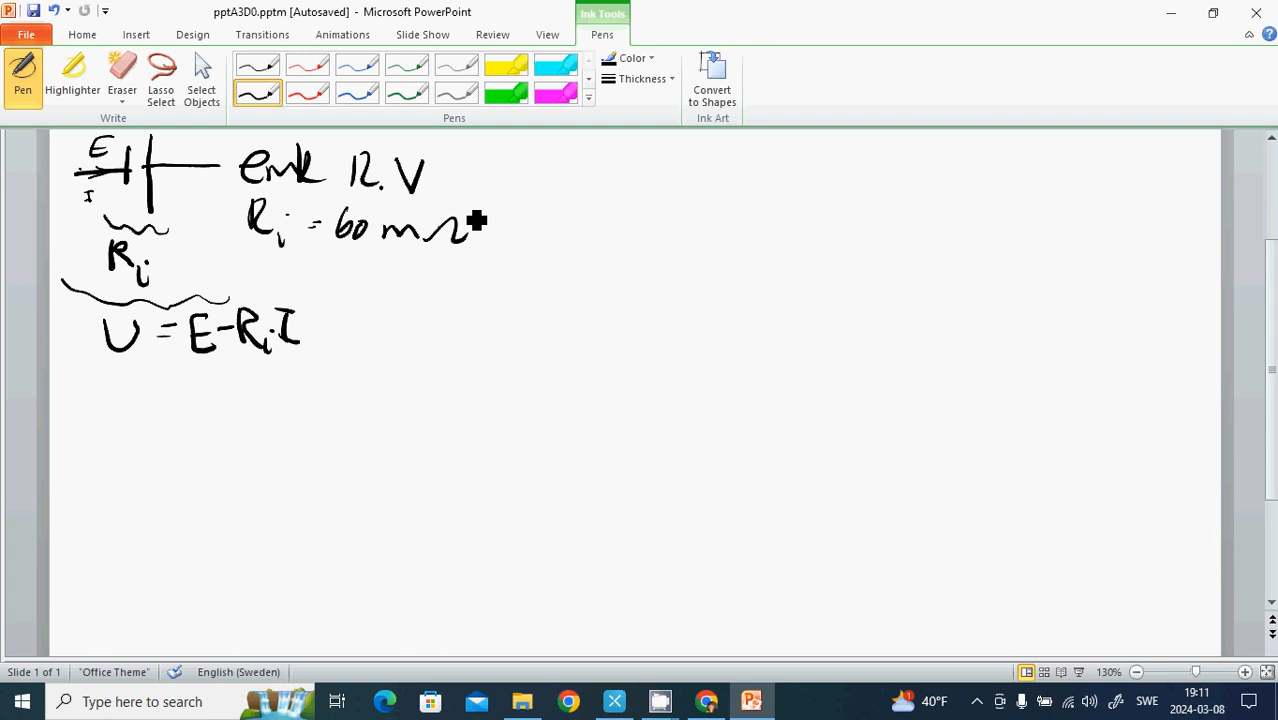 pptA3D0.pptm [Autosaved] - Microsoft PowerPoint
Ink Tools
File Home Insert Design Transitions Animations Slide Show Review View Pens
Pen Highlighter Eraser Lasso Select Select Objects
Color
Thickness
Convert to Shapes
Write Pens Ink Art
E
emk 12. V
I
Ri = 60 mΩ
Ri
U = E - Ri.I
Slide 1 of 1 "Office Theme" English (Sweden) 130%
Type here to search
1 40°F SWE
19:11
2024-03-08